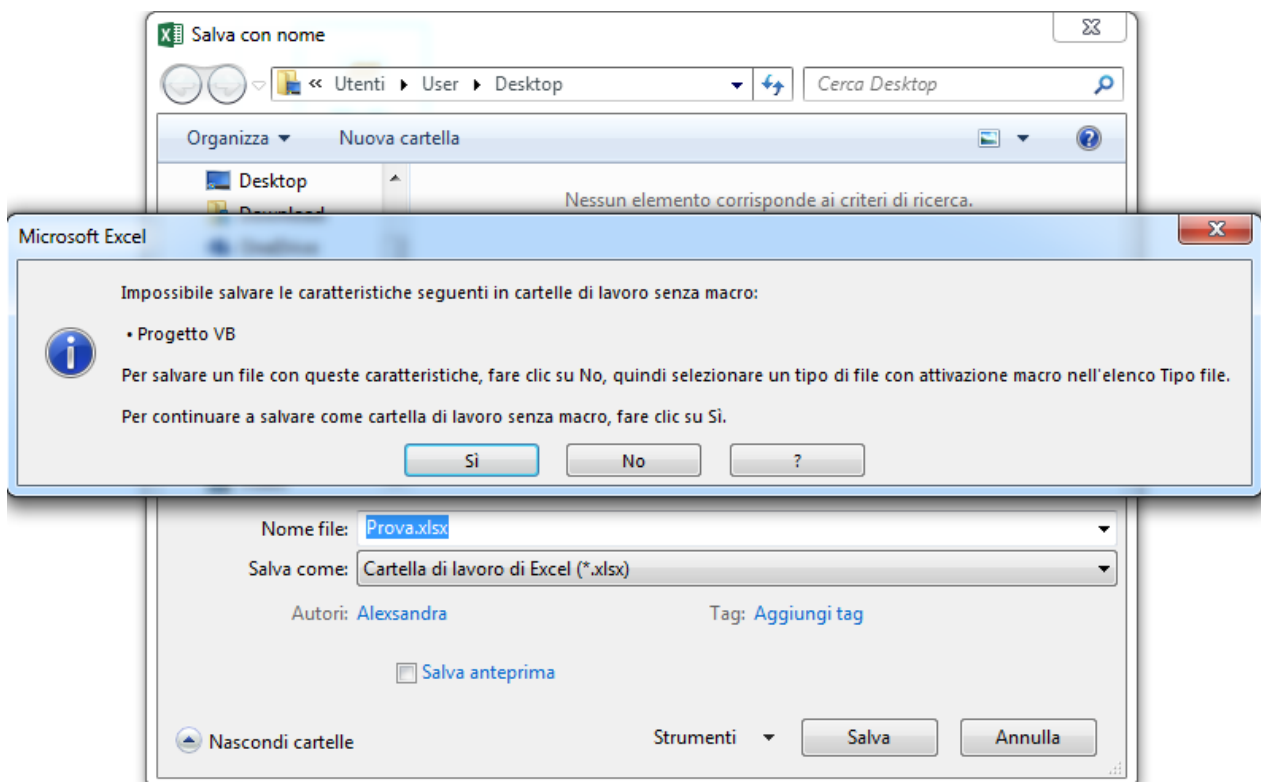 Salva con nome
« Utenti ▸ User ▸ Desktop
Cerca Desktop
Organizza
Nuova cartella
Desktop
Download
Nessun elemento corrisponde ai criteri di ricerca.
Microsoft Excel
OneDrive
Impossibile salvare le caratteristiche seguenti in cartelle di lavoro senza macro:
• Progetto VB
Per salvare un file con queste caratteristiche, fare clic su No, quindi selezionare un tipo di file con attivazione macro nell'elenco Tipo file.
Per continuare a salvare come cartella di lavoro senza macro, fare clic su Sì.
Sì
No
?
Nome file: Prova.xlsx
Salva come: Cartella di lavoro di Excel (*.xlsx)
Autori: Alexsandra
Tag: Aggiungi tag
Salva anteprima
Nascondi cartelle
Strumenti
Salva
Annulla